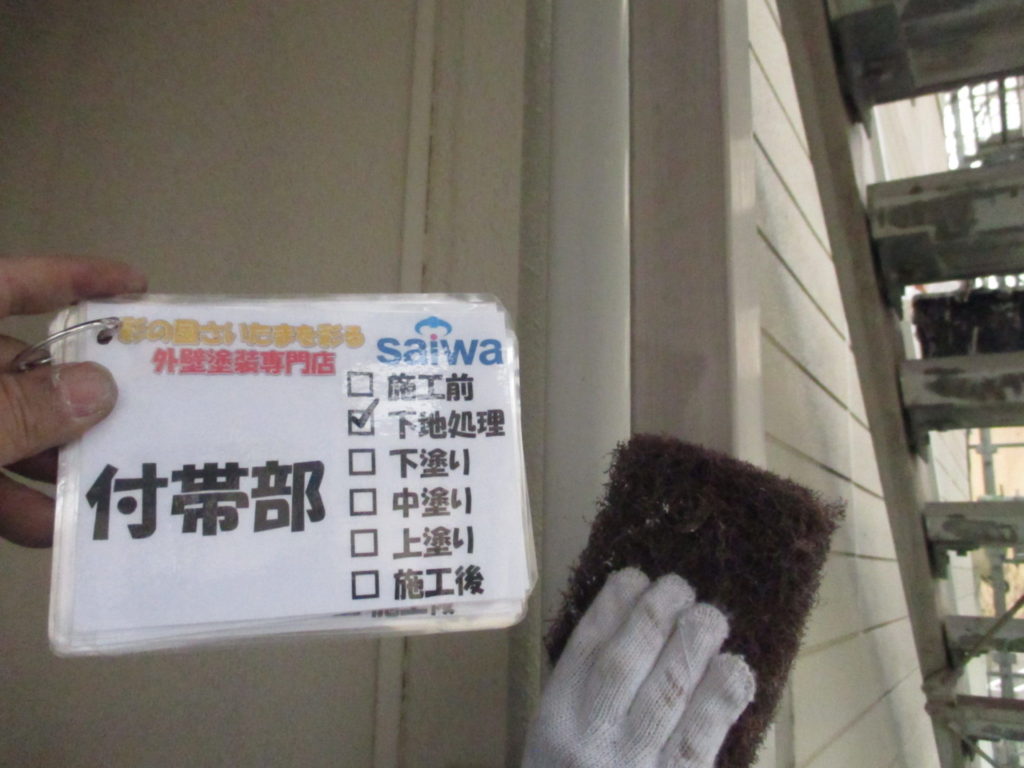 彩の国さいたまを彩る
外壁塗装専門店
saiwa
付帯部
施工前
下地処理
下塗り
中塗り
上塗り
施工後